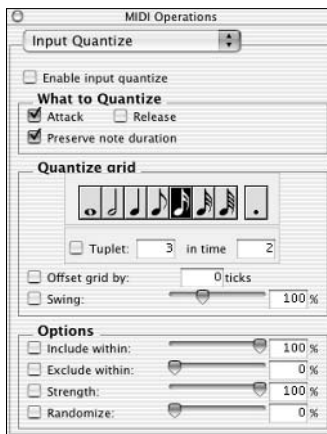 MIDI Operations
Input Quantize
Enable input quantize
What to Quantize
Attack Release
Preserve note duration
Quantize grid
Tuplet: 3 in time 2
Offset grid by: 0 ticks
Swing: 100 %
Options
Include within: 100 %
Exclude within: 0 %
Strength: 100 %
Randomize: 0 %